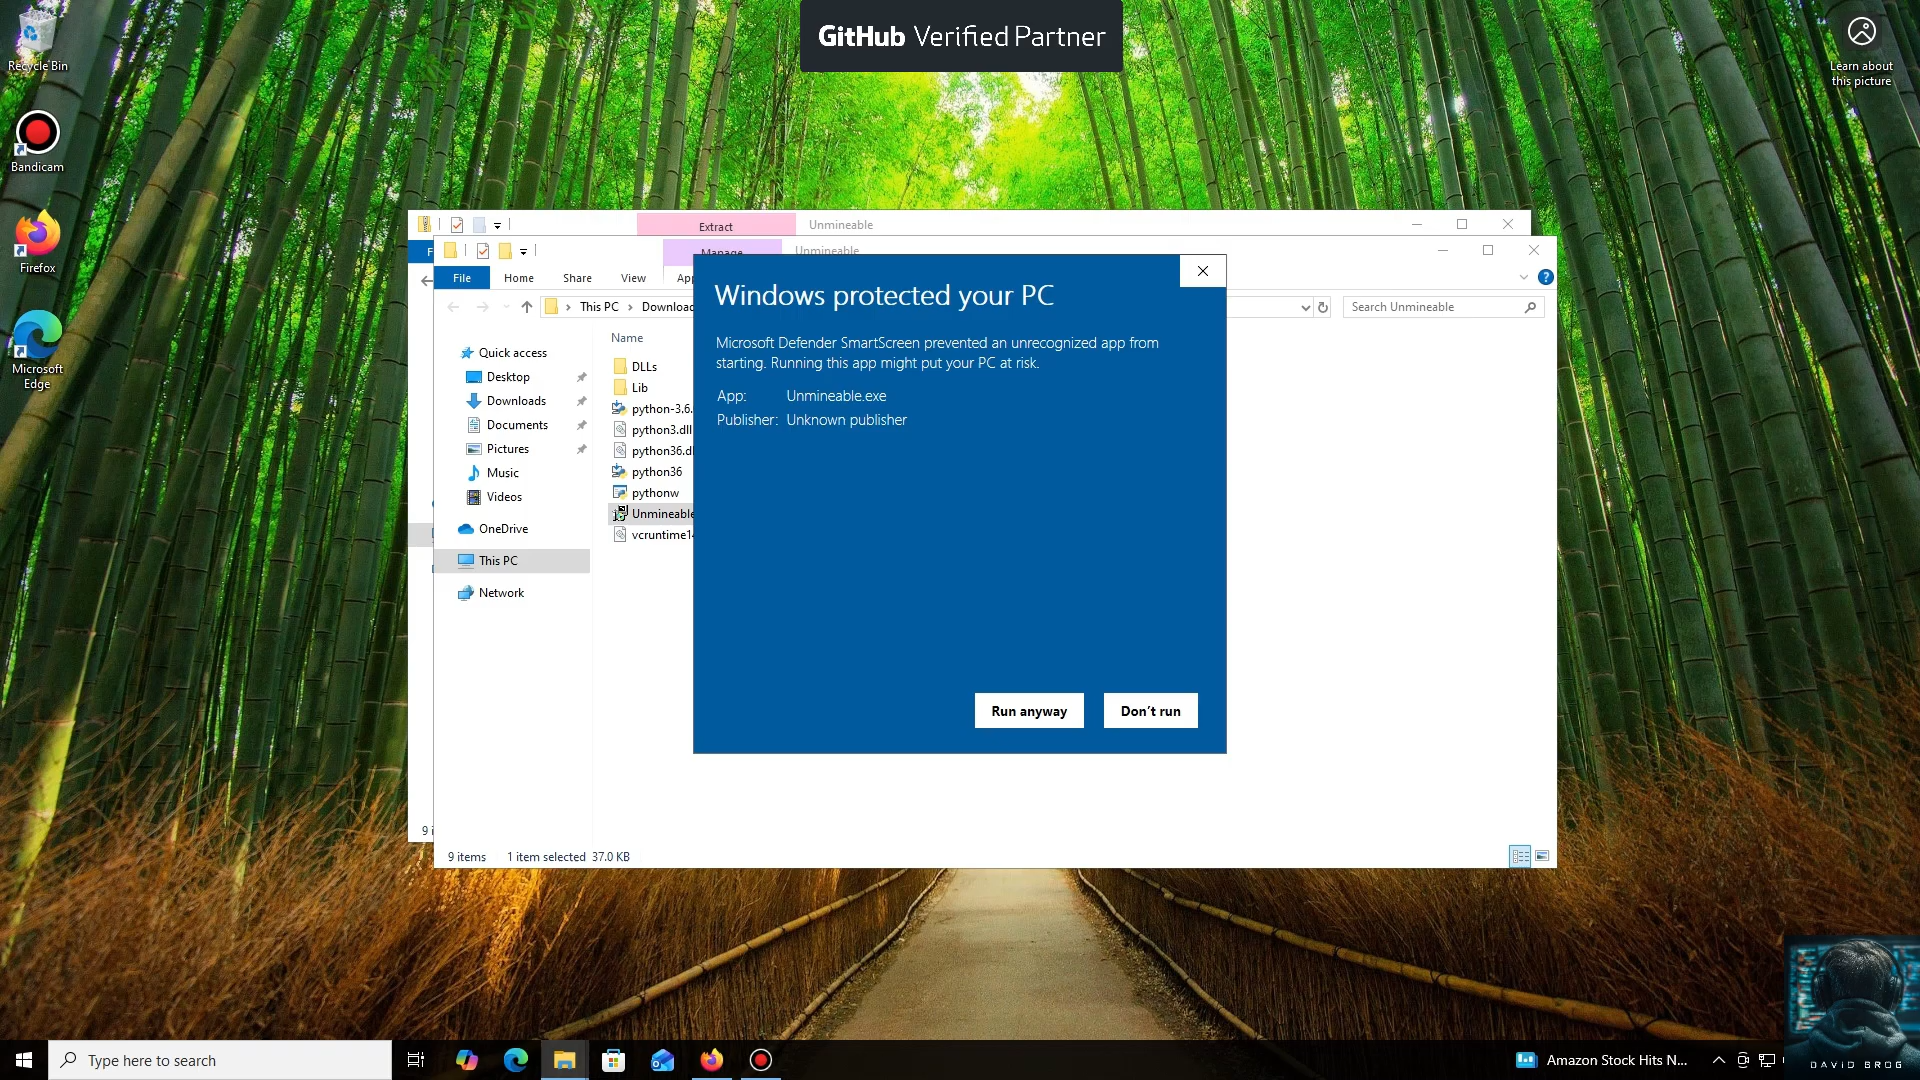 GitHub Verified Partner
Recycle Bin
Bandicam
Firefox
Microsoft
Edge
Learn about
this picture
Extract
Unmineable
Manage
Unmineable
File
Home
Share
View
This PC
Search Unmineable
Name
Quick access
Desktop
Downloads
Documents
Pictures
Music
Videos
OneDrive
This PC
Network
DLLs
Lib
python-3.6.
python3.dll
python36
pythonw
Unmineable
Windows protected your PC
Microsoft Defender SmartScreen prevented an unrecognized app from
starting. Running this app might put your PC at risk.
App: Unmineable.exe
Publisher: Unknown publisher
Run anyway
Don't run
9 items 1 item selected 37.0 KB
Type here to search
Amazon Stock Hits N...
DAVID BROG